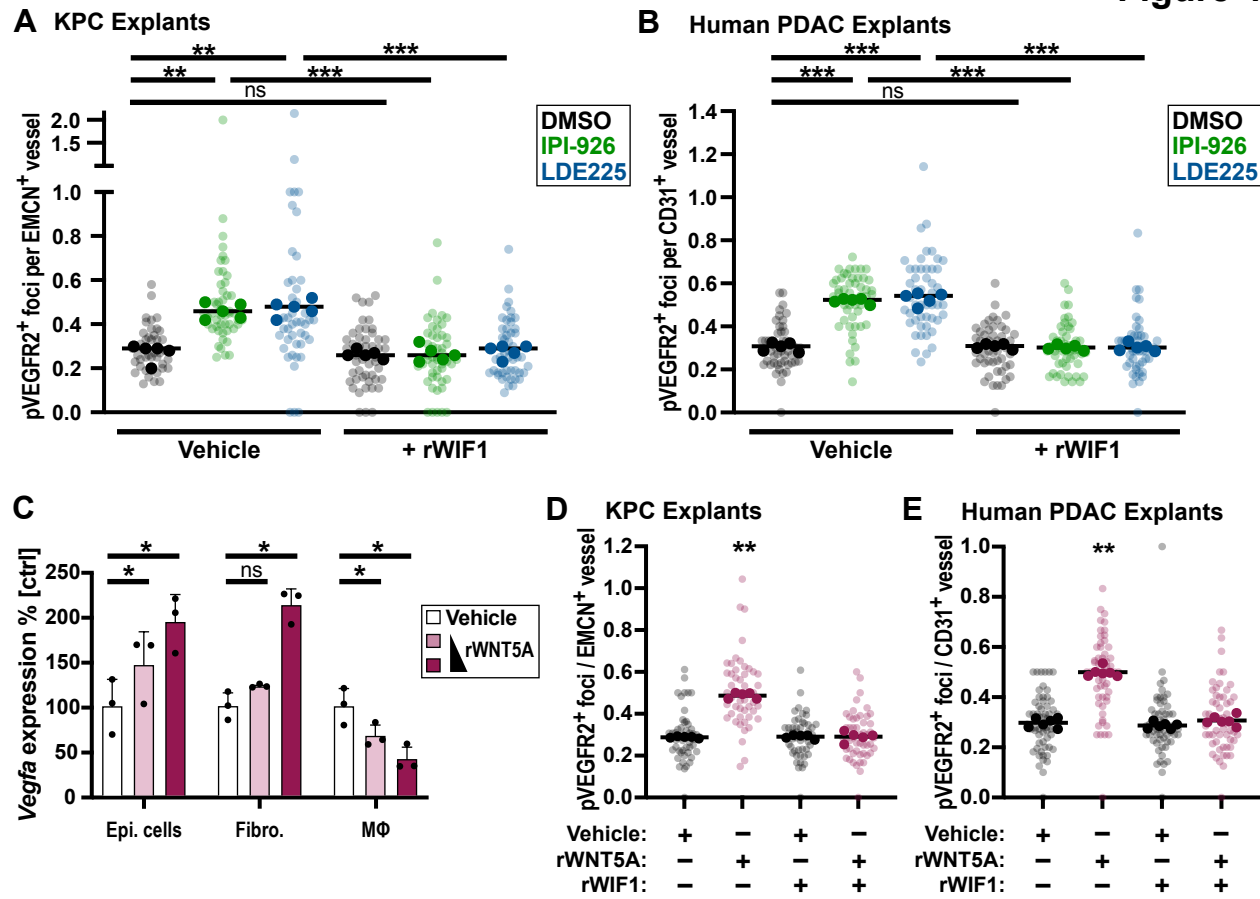 A KPC Explants
** ***
** ***
ns
pVEGFR2+ foci per EMCN+ vessel
2.0
1.5
1.0
0.8
0.6
0.4
0.2
0.0
DMSO
IPI-926
LDE225
Vehicle + rWIF1
B Human PDAC Explants
*** ***
*** ***
ns
pVEGFR2+ foci per CD31+ vessel
1.4
1.2
1.0
0.8
0.6
0.4
0.2
0.0
DMSO
IPI-926
LDE225
Vehicle + rWIF1
C
Vegfa expression % [ctrl]
250
200
150
100
50
0
* * *
* ns *
Vehicle
rWNT5A
Epi. cells Fibro. MΦ
D KPC Explants
pVEGFR2+ foci / EMCN+ vessel
1.2
1.0
0.8
0.6
0.4
0.2
0.0
**
Vehicle: + − + −
rWNT5A: − + − +
rWIF1: − − + +
E Human PDAC Explants
pVEGFR2+ foci / CD31+ vessel
1.0
0.8
0.6
0.4
0.2
0.0
**
Vehicle: + − + −
rWNT5A: − + − +
rWIF1: − − + +